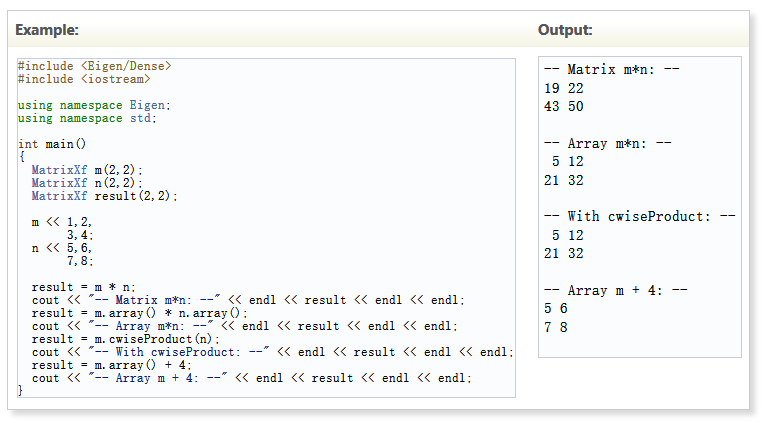 Example:
#include <Eigen/Dense>
#include <iostream>

using namespace Eigen;
using namespace std;

int main()
{
  MatrixXf m(2,2);
  MatrixXf n(2,2);
  MatrixXf result(2,2);

  m << 1,2,
       3,4;
  n << 5,6,
       7,8;

  result = m * n;
  cout << "-- Matrix m*n: --" << endl << result << endl << endl;
  result = m.array() * n.array();
  cout << "-- Array m*n: --" << endl << result << endl << endl;
  result = m.cwiseProduct(n);
  cout << "-- With cwiseProduct: --" << endl << result << endl << endl;
  result = m.array() + 4;
  cout << "-- Array m + 4: --" << endl << result << endl << endl;
}
Output:
-- Matrix m*n: --
19 22
43 50

-- Array m*n: --
 5 12
21 32

-- With cwiseProduct: --
 5 12
21 32

-- Array m + 4: --
5 6
7 8